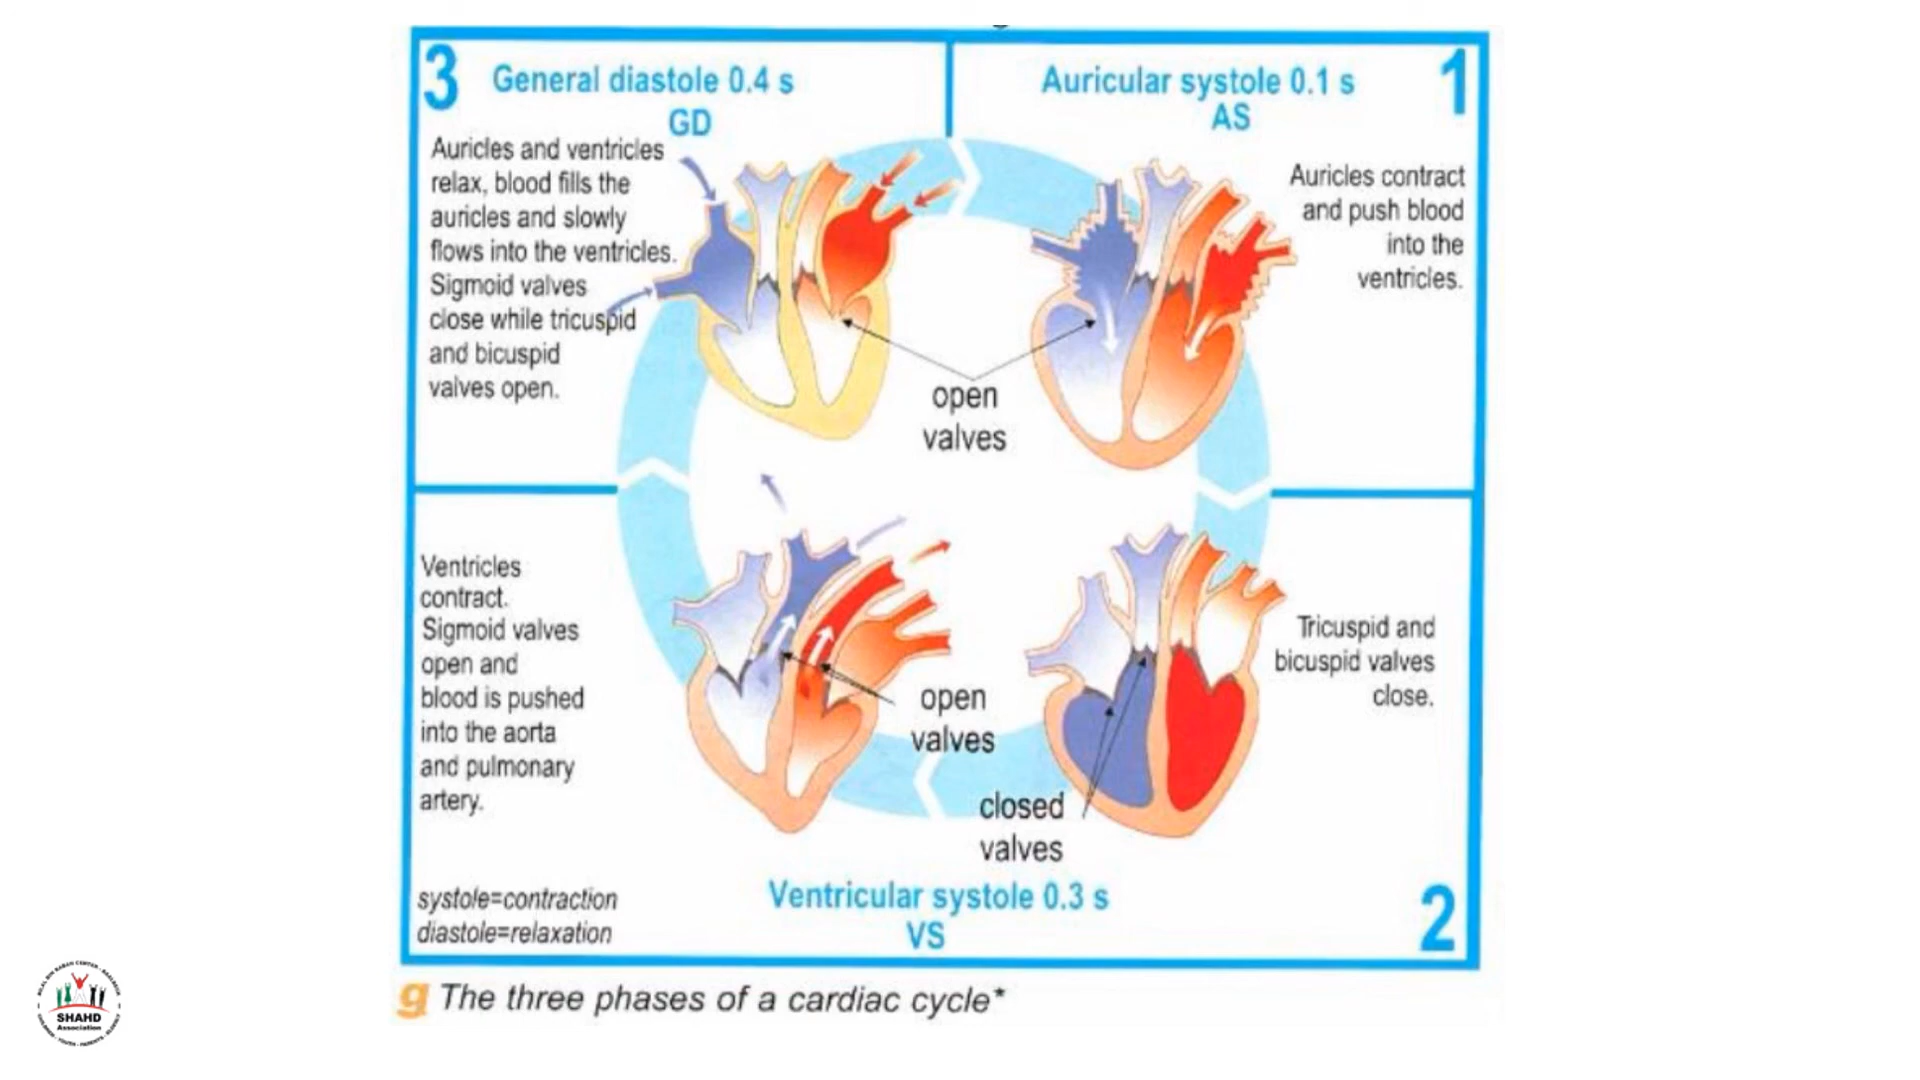 3
General diastole 0.4 s
GD
Auricles and ventricles
relax, blood fills the
auricles and slowly
flows into the ventricles.
Sigmoid valves
close while tricuspid
and bicuspid
valves open.
1
Auricular systole 0.1 s
AS
Auricles contract
and push blood
into the
ventricles.
open
valves
Ventricles
contract.
Sigmoid valves
open and
blood is pushed
into the aorta
and pulmonary
artery.
open
valves
Tricuspid and
bicuspid valves
close.
closed
valves
systole=contraction
diastole=relaxation
Ventricular systole 0.3 s
VS
2
g The three phases of a cardiac cycle*
SHAHD
Association